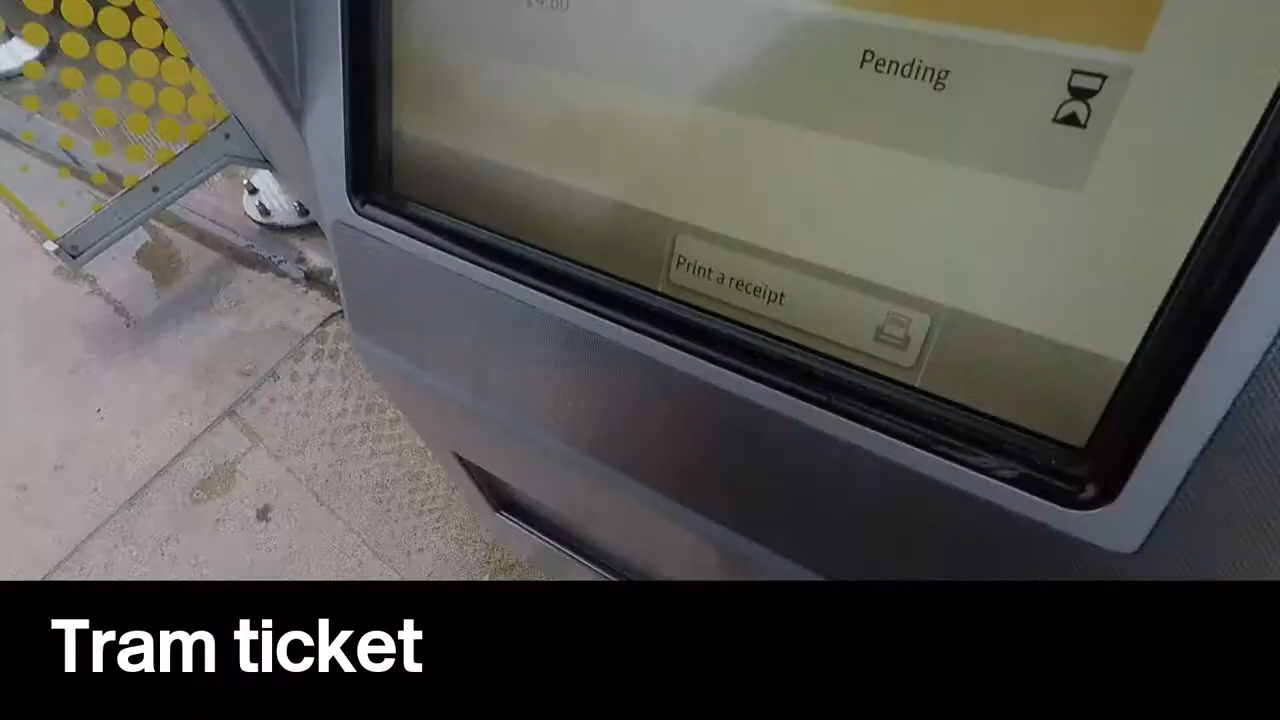 Pending
Print a receipt
Tram ticket